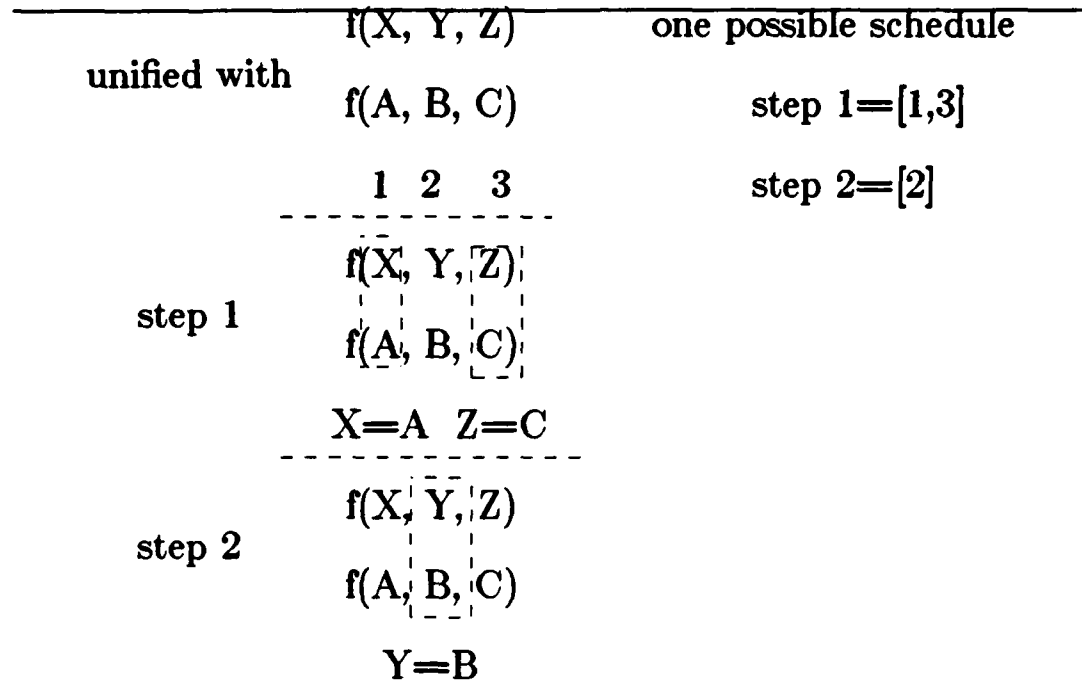 f(X, Y, Z)
one possible schedule
unified with
f(A, B, C)
step 1=[1,3]
1 2 3
step 2=[2]
f(X, Y, Z)
step 1
f(A, B, C)
X=A Z=C
f(X, Y, Z)
step 2
f(A, B, C)
Y=B